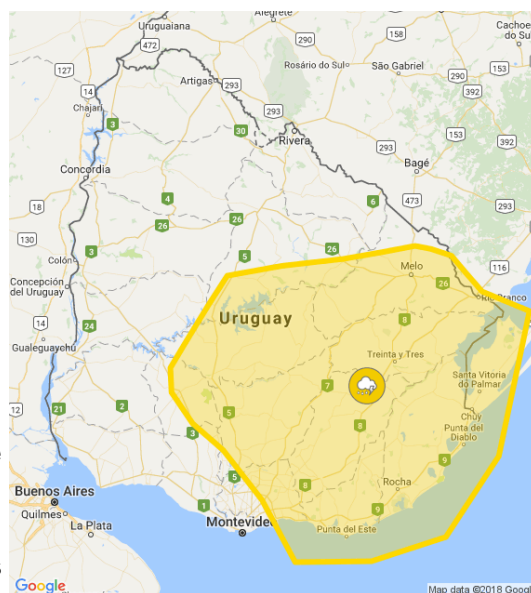 Alegrete
Uruguaiana
Cachoe
do S
472
290
158
Rosário do Sul
São Gabriel
290
153
127
Artigas
293
392
14
Chajarí
3
293
392
30
Rivera
153
Bagé
293
Concordia
473
4
18
26
6
26
130
3
26
5
116
Colón
Melo
26
Concepción
del Uruguay
14
Rio Branco
Uruguay
24
8
Gualeguaychú
Treinta y Tres
Santa Vitoria
do Palmar
7
12
21
2
5
Chuy
3
8
Punta del
Diablo
9
5
8
Rocha
Buenos Aires
1
9
Quilmes
Montevideo
Punta del Este
La Plata
Google
Map data ©2018 Google